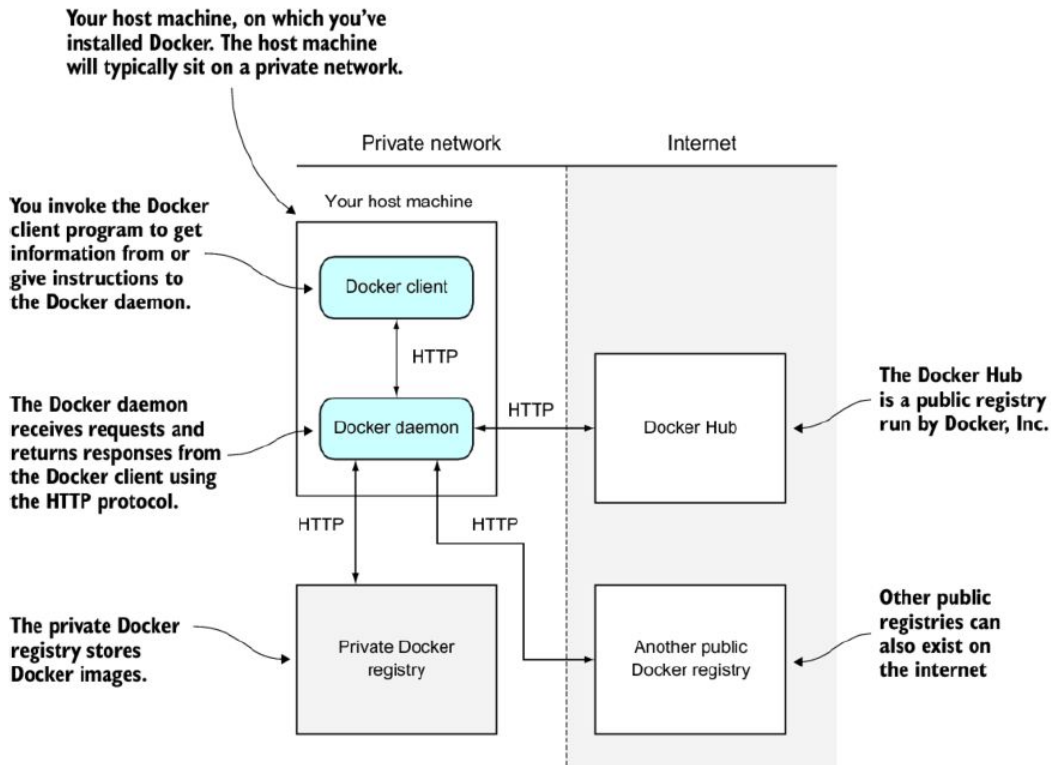 Your host machine, on which you've
installed Docker. The host machine
will typically sit on a private network.
Private network
Internet
Your host machine
You invoke the Docker
client program to get
information from or
give instructions to
the Docker daemon.
Docker client
HTTP
The Docker daemon
receives requests and
returns responses from
the Docker client using
the HTTP protocol.
Docker daemon
HTTP
Docker Hub
The Docker Hub
is a public registry
run by Docker, Inc.
HTTP
HTTP
The private Docker
registry stores
Docker images.
Private Docker
registry
Another public
Docker registry
Other public
registries can
also exist on
the internet